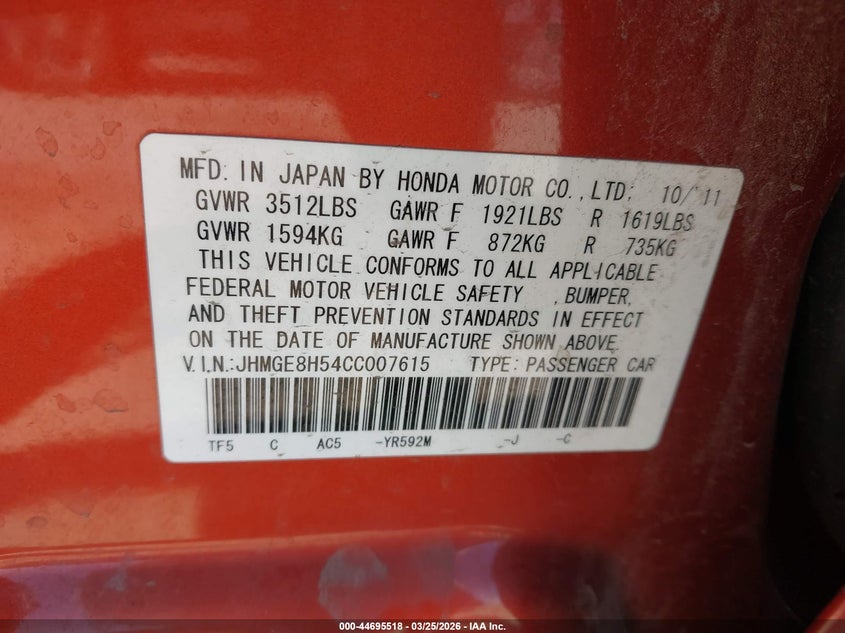 MFD. IN JAPAN BY HONDA MOTOR CO.,LTD. 10/'11
GVWR 3512LBS GAWR F 1921LBS R 1619LBS
GVWR 1594KG GAWR F 872KG R 735KG
THIS VEHICLE CONFORMS TO ALL APPLICABLE
FEDERAL MOTOR VEHICLE SAFETY , BUMPER,
AND THEFT PREVENTION STANDARDS IN EFFECT
ON THE DATE OF MANUFACTURE SHOWN ABOVE.
V.I.N.:JHMGE8H54CC007615 TYPE: PASSENGER CAR
TF5 C AC5 -YR592M -J -C
000-44695518 | 03/25/2026 - IAA Inc.